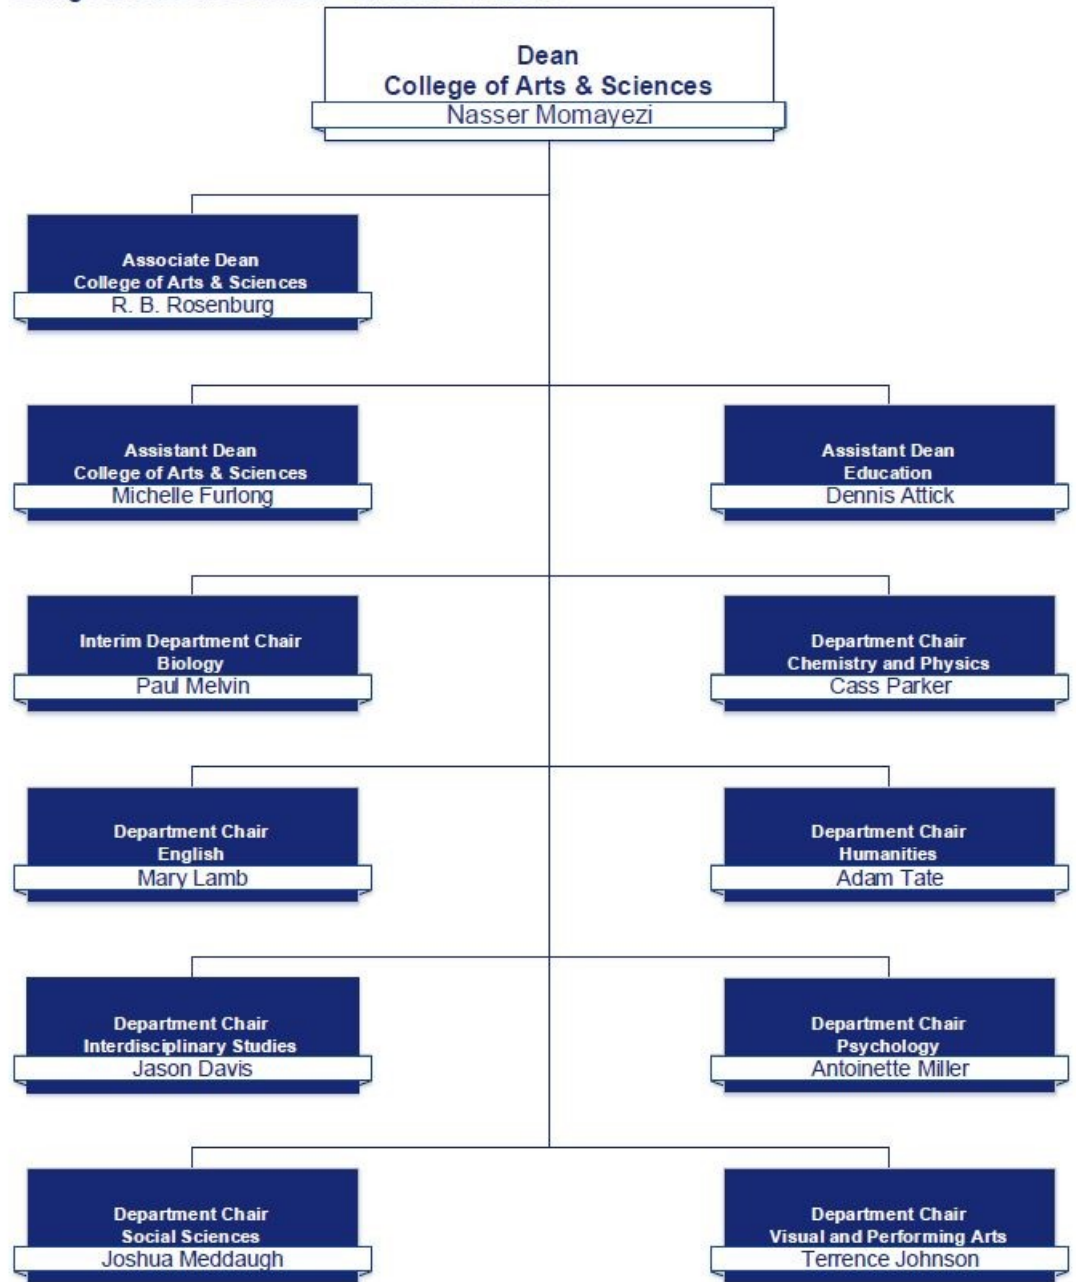 Dean
College of Arts & Sciences
Nasser Momayezi
Associate Dean
College of Arts & Sciences
R. B. Rosenburg
Assistant Dean
College of Arts & Sciences
Michelle Furlong
Assistant Dean
Education
Dennis Attick
Interim Department Chair
Biology
Paul Melvin
Department Chair
Chemistry and Physics
Cass Parker
Department Chair
English
Mary Lamb
Department Chair
Humanities
Adam Tate
Department Chair
Interdisciplinary Studies
Jason Davis
Department Chair
Psychology
Antoinette Miller
Department Chair
Social Sciences
Joshua Meddaugh
Department Chair
Visual and Performing Arts
Terrence Johnson